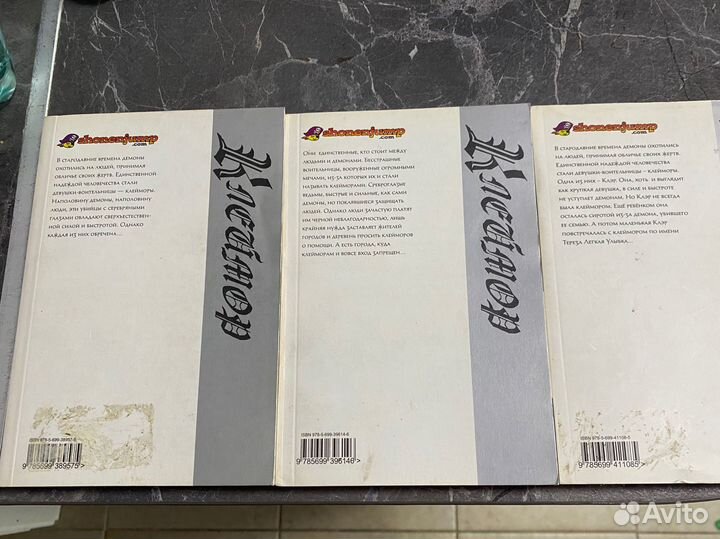 shonenjump
.com
В стародавние времена демоны
охотились на людей, принимая
обличье своих жертв. Единственной
надеждой человечества стали
девушки-воительницы — клейморы.
Наполовину демоны, наполовину
люди, эти убийцы с серебряными
глазами обладают сверхъестествен-
ной силой и быстротой. Однако
каждая из них обречена...
Клеймор
ISBN 978-5-699-38957-5
9 785699 389575 >
shonenjump
.com
Они единственные, кто стоит между
людьми и демонами. Бесстрашные
воительницы, вооруженные огромными
мечами, из-за которых их и стали
называть клейморами. Среброглазые
ведьмы, быстрые и сильные, как сами
демоны, но поклявшиеся защищать
людей. Однако люди зачастую платят
им черной неблагодарностью, лишь
крайняя нужда заставляет жителей
городов и деревень просить клейморов
о помощи. А есть города, куда
клейморам и вовсе вход запрещен...
Клеймор
ISBN 978-5-699-39614-6
9 785699 396146 >
shonenjump
.com
В стародавние времена демоны охотились
на людей, принимая обличье своих жертв.
Единственной надеждой человечества
стали девушки-воительницы — клейморы.
Одна из них – Клэр. Она, хоть и выглядит
как хрупкая девушка, в силе и быстроте
не уступает демонам. Но Клэр не всегда
была клеймором. Ещё ребёнком она
осталась сиротой из-за демона, убившего
её семью. А потом маленькая Клэр
повстречалась с клеймором по имени
Тереза Легкая Улыбка...
ISBN 978-5-699-41108-5
9 785699 411085 >
Avito